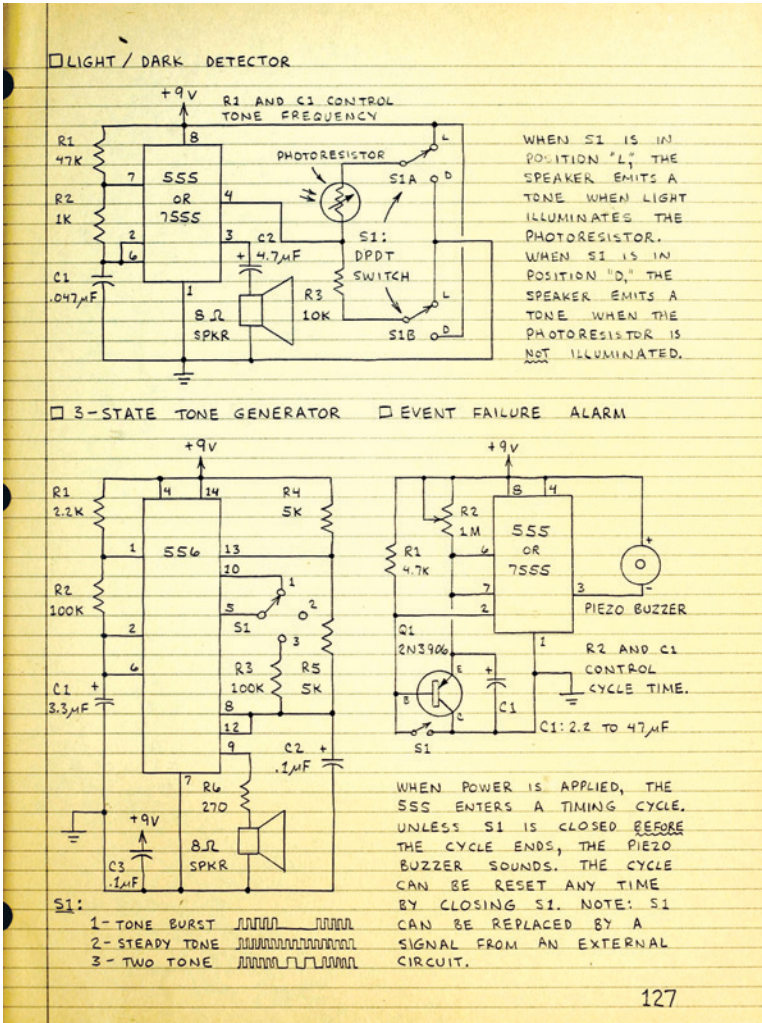 □ LIGHT / DARK DETECTOR
+9V
R1 AND C1 CONTROL
TONE FREQUENCY
R1
47K
R2
1K
C1
.047µF
8
7
2
6
4
3
1
555
OR
7555
PHOTORESISTOR
C2
4.7µF
+
8Ω
SPKR
R3
10K
S1A
S1:
DPDT
SWITCH
S1B
L
D
L
D
WHEN S1 IS IN
POSITION "L," THE
SPEAKER EMITS A
TONE WHEN LIGHT
ILLUMINATES THE
PHOTORESISTOR.
WHEN S1 IS IN
POSITION "D," THE
SPEAKER EMITS A
TONE WHEN THE
PHOTORESISTOR IS
NOT ILLUMINATED.
□ 3-STATE TONE GENERATOR
+9V
R1
2.2K
R2
100K
C1
3.3µF
+
4
14
1
556
13
10
5
2
6
8
12
9
7
R4
5K
S1
1
2
3
R3
100K
R5
5K
C2
.1µF
+
R6
270
8Ω
SPKR
+9V
C3
.1µF
S1:
1 - TONE BURST
2 - STEADY TONE
3 - TWO TONE
□ EVENT FAILURE ALARM
+9V
R1
4.7K
R2
1M
8
4
6
7
2
3
1
555
OR
7555
+
-
PIEZO BUZZER
Q1
2N3906
E
B
C
+
C1
S1
R2 AND C1
CONTROL
CYCLE TIME.
C1: 2.2 TO 47µF
WHEN POWER IS APPLIED, THE
555 ENTERS A TIMING CYCLE.
UNLESS S1 IS CLOSED BEFORE
THE CYCLE ENDS, THE PIEZO
BUZZER SOUNDS. THE CYCLE
CAN BE RESET ANY TIME
BY CLOSING S1. NOTE: S1
CAN BE REPLACED BY A
SIGNAL FROM AN EXTERNAL
CIRCUIT.
127